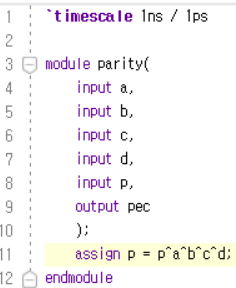 1 `timescale 1ns / 1ps
2
3 module parity(
4 input a,
5 input b,
6 input c,
7 input d,
8 input p,
9 output pec
10 );
11 assign p = p^a^b^c^d;
12 endmodule